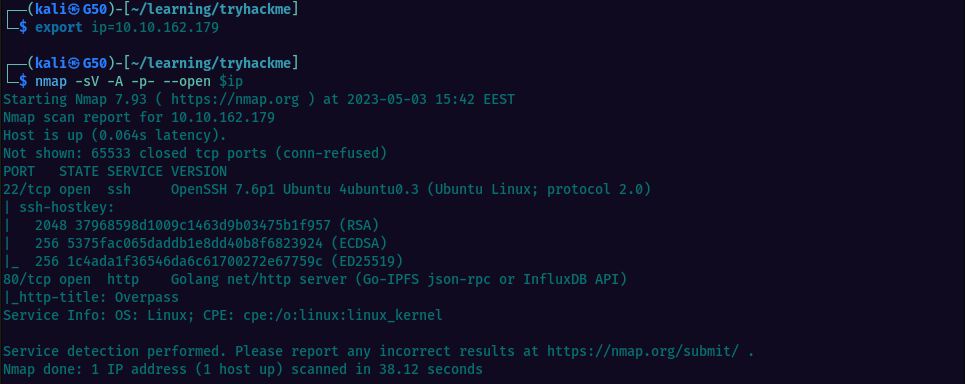 ┌──(kali㉿G50)-[~/learning/tryhackme]
└─$ export ip=10.10.162.179
┌──(kali㉿G50)-[~/learning/tryhackme]
└─$ nmap -sV -A -p- --open $ip
Starting Nmap 7.93 ( https://nmap.org ) at 2023-05-03 15:42 EEST
Nmap scan report for 10.10.162.179
Host is up (0.064s latency).
Not shown: 65533 closed tcp ports (conn-refused)
PORT   STATE SERVICE VERSION
22/tcp open  ssh     OpenSSH 7.6p1 Ubuntu 4ubuntu0.3 (Ubuntu Linux; protocol 2.0)
| ssh-hostkey:
|   2048 37968598d1009c1463d9b03475b1f957 (RSA)
|   256 5375fac065daddb1e8dd40b8f6823924 (ECDSA)
|_  256 1c4ada1f36546da6c61700272e67759c (ED25519)
80/tcp open  http    Golang net/http server (Go-IPFS json-rpc or InfluxDB API)
|_http-title: Overpass
Service Info: OS: Linux; CPE: cpe:/o:linux:linux_kernel
Service detection performed. Please report any incorrect results at https://nmap.org/submit/ .
Nmap done: 1 IP address (1 host up) scanned in 38.12 seconds